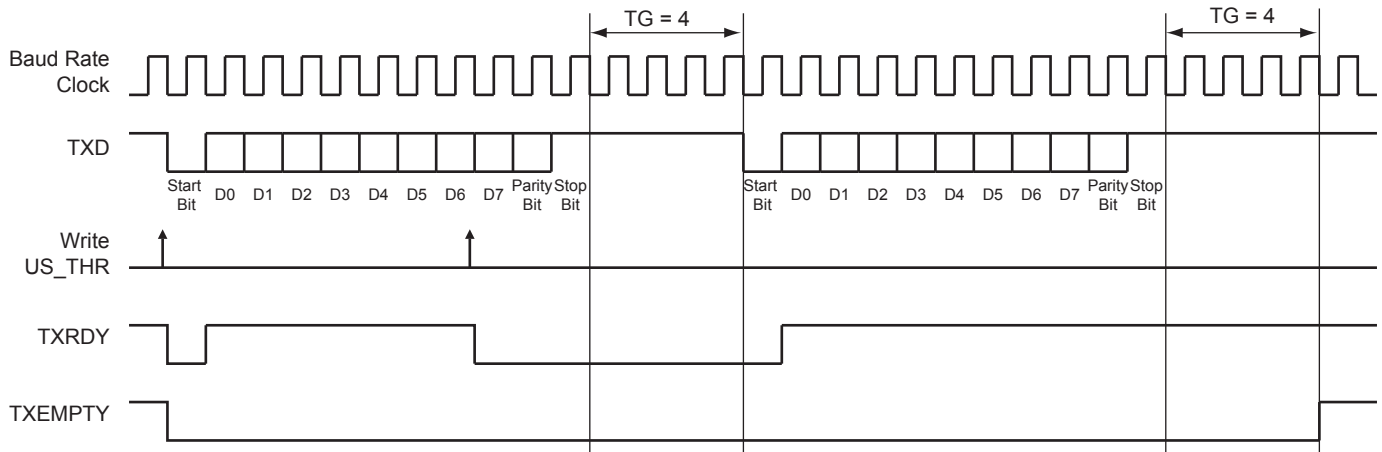 TG = 4
TG = 4
Baud Rate
Clock
TXD
Start
Bit
D0
D1
D2
D3
D4
D5
D6
D7
Parity
Bit
Stop
Bit
Start
Bit
D0
D1
D2
D3
D4
D5
D6
D7
Parity
Bit
Stop
Bit
Write
US_THR
TXRDY
TXEMPTY